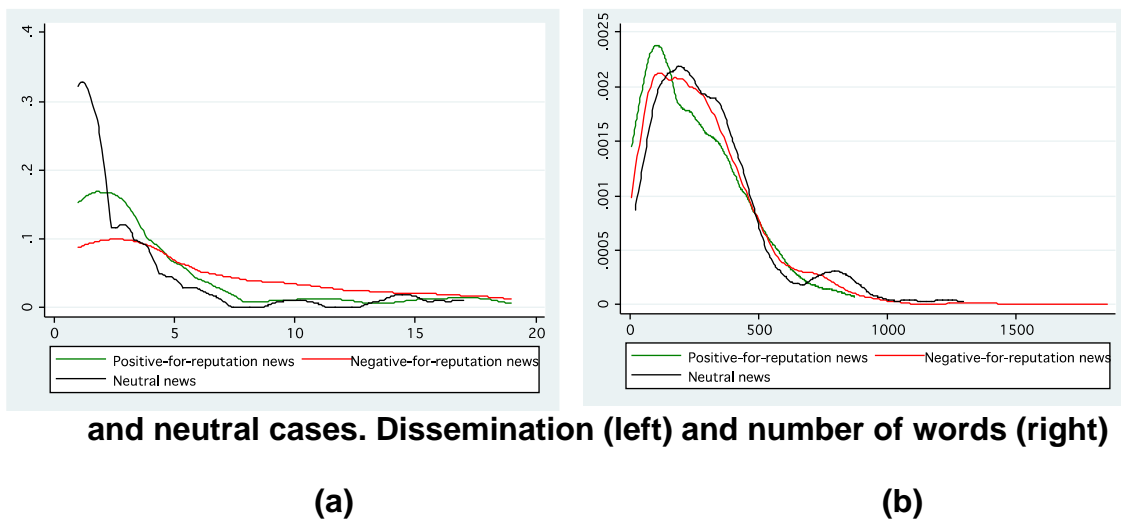 .4
.3
.2
.1
0
0 5 10 15 20
Positive-for-reputation news Negative-for-reputation news
Neutral news
.0025
.002
.0015
.001
.0005
0
0 500 1000 1500
Positive-for-reputation news Negative-for-reputation news
Neutral news
and neutral cases. Dissemination (left) and number of words (right)
(a) (b)